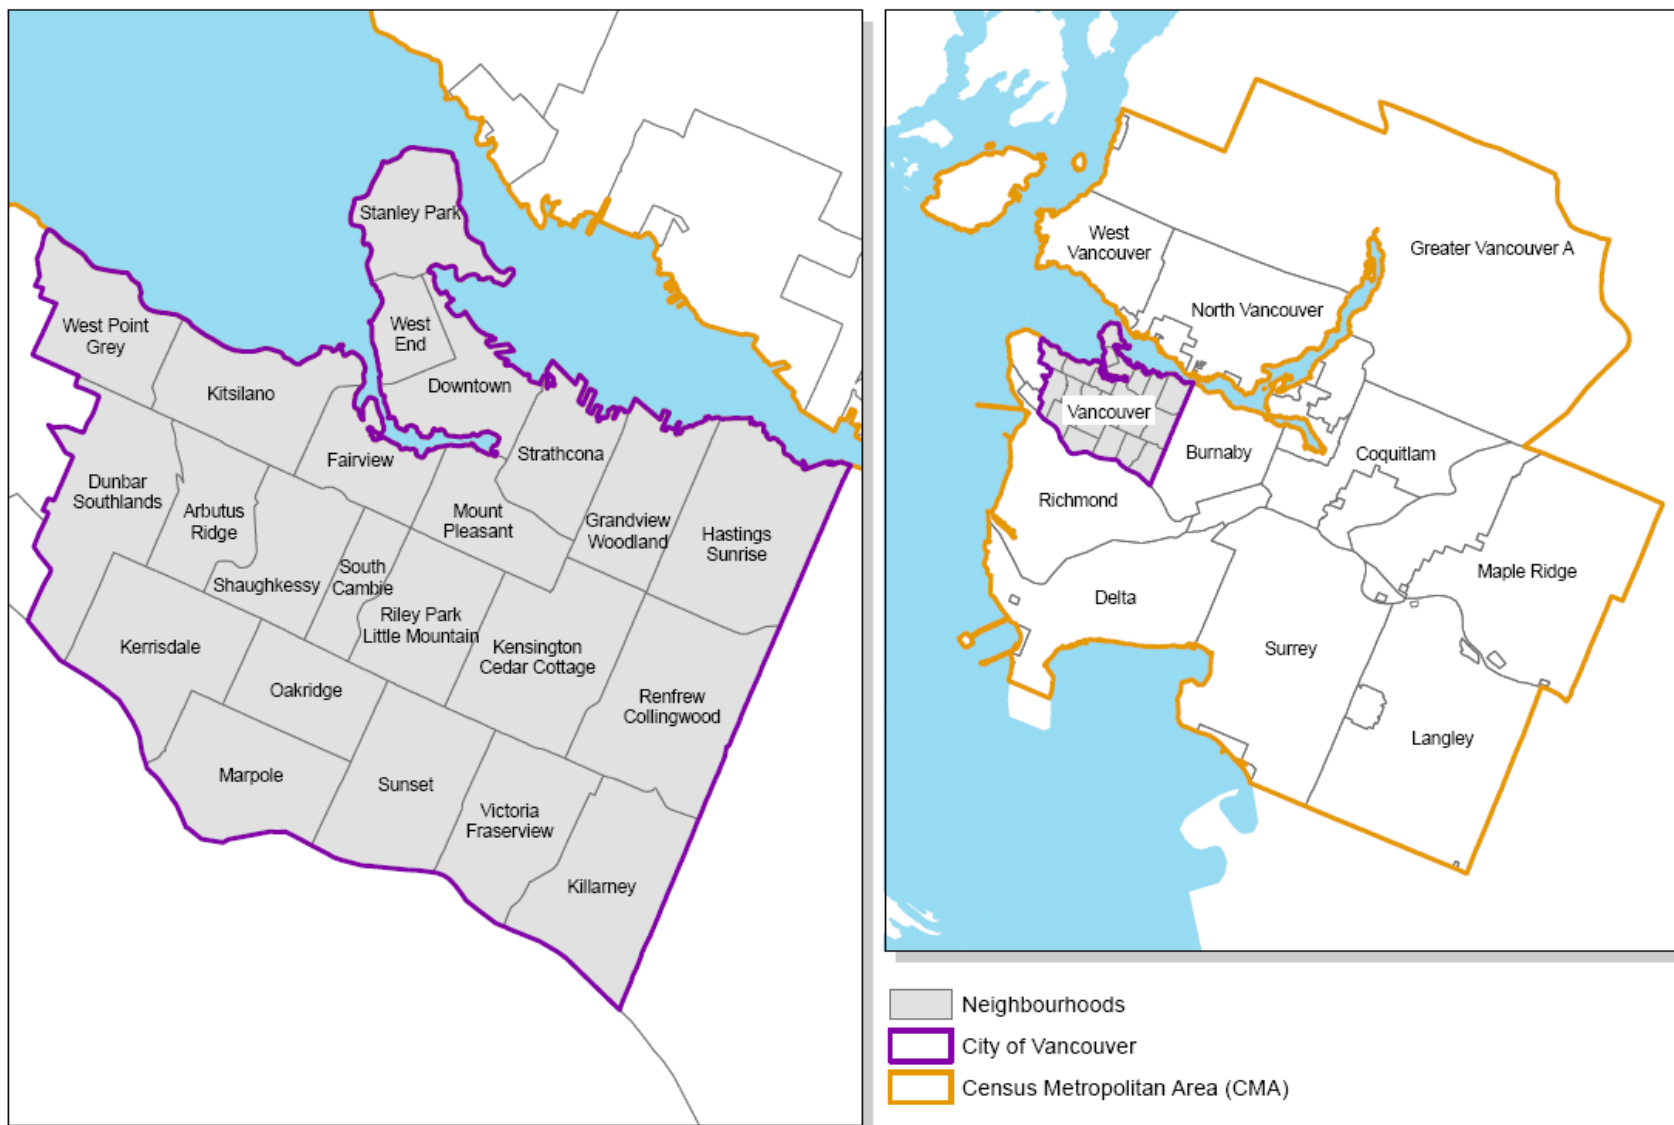 Stanley Park
West Point
Grey
West
End
Kitsilano
Downtown
Fairview
Strathcona
Dunbar
Southlands
Arbutus
Ridge
Mount
Pleasant
Grandview
Woodland
Hastings
Sunrise
Shaughkessy
South
Cambie
Riley Park
Little Mountain
Kerrisdale
Kensington
Cedar Cottage
Oakridge
Renfrew
Collingwood
Marpole
Sunset
Victoria
Fraserview
Killarney
West
Vancouver
Greater Vancouver A
North Vancouver
Vancouver
Burnaby
Coquitlam
Richmond
Maple Ridge
Delta
Surrey
Langley
Neighbourhoods
City of Vancouver
Census Metropolitan Area (CMA)